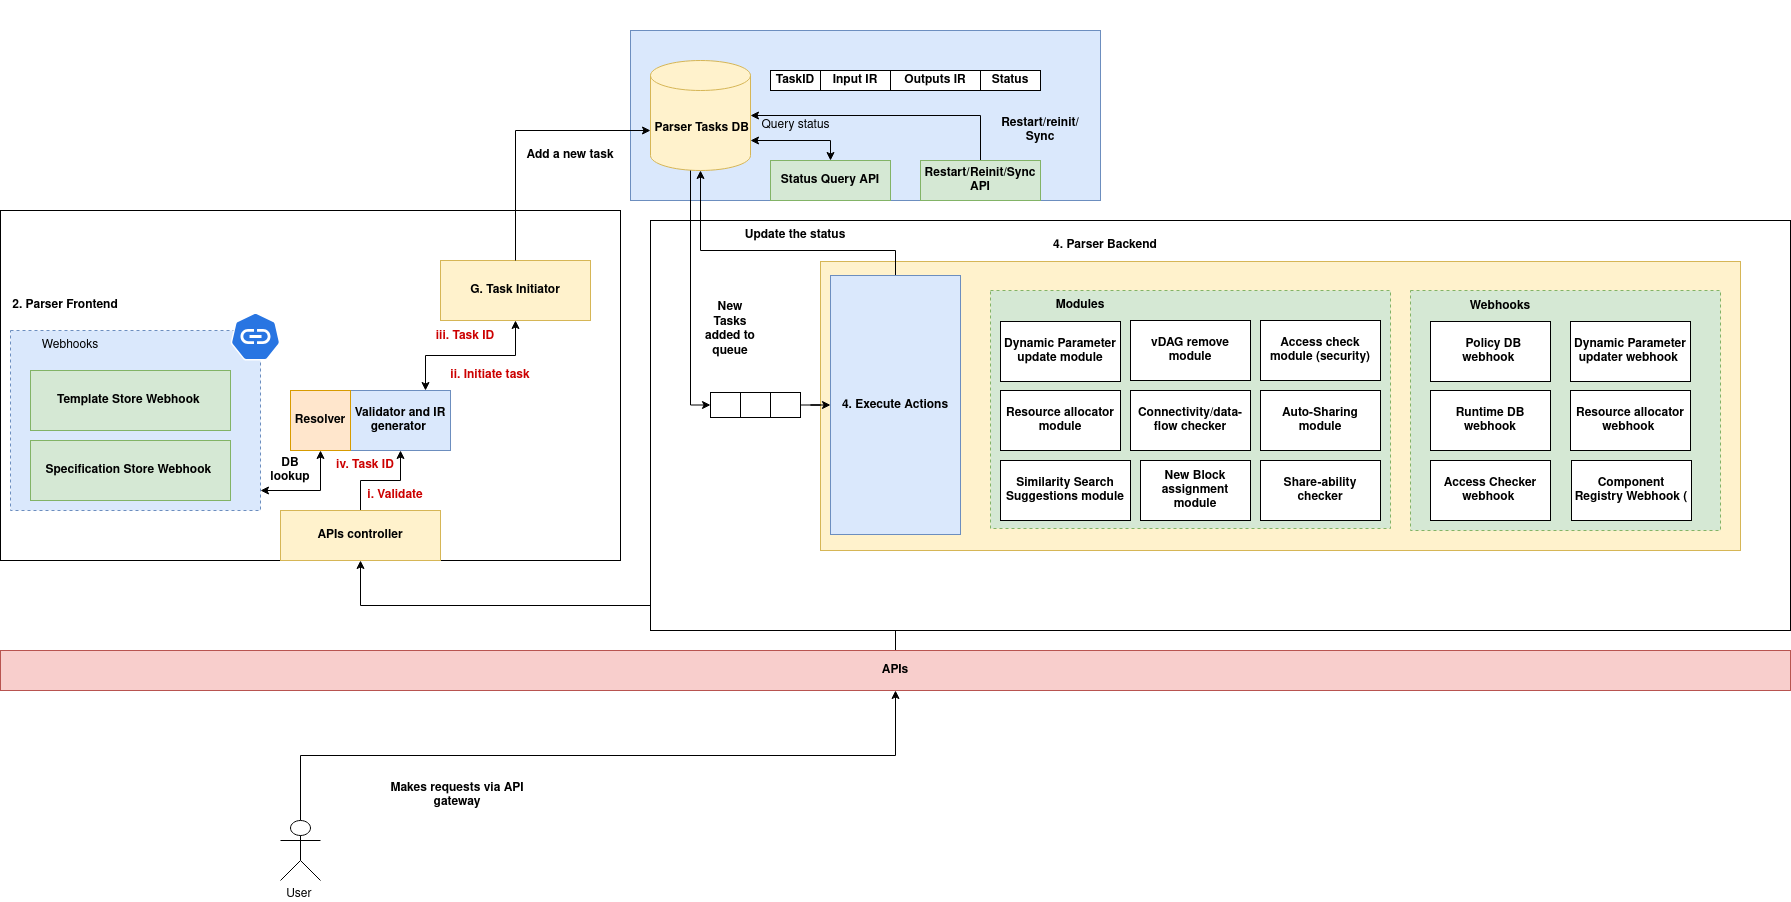 TaskID Input IR Outputs IR Status
Parser Tasks DB
Query status
Restart/reinit/
Sync
Status Query API
Restart/Reinit/Sync
API
Add a new task
2. Parser Frontend
Webhooks
Template Store Webhook
Specification Store Webhook
G. Task Initiator
iii. Task ID
ii. Initiate task
Resolver
Validator and IR
generator
DB
lookup
iv. Task ID
i. Validate
APIs controller
Update the status
4. Parser Backend
New
Tasks
added to
queue
4. Execute Actions
Modules
Dynamic Parameter
update module
vDAG remove
module
Access check
module (security)
Resource allocator
module
Connectivity/data-
flow checker
Auto-Sharing
module
Similarity Search
Suggestions module
New Block
assignment
module
Share-ability
checker
Webhooks
Policy DB
webhook
Dynamic Parameter
updater webhook
Runtime DB
webhook
Resource allocator
webhook
Access Checker
webhook
Component
Registry Webhook (
APIs
Makes requests via API
gateway
User